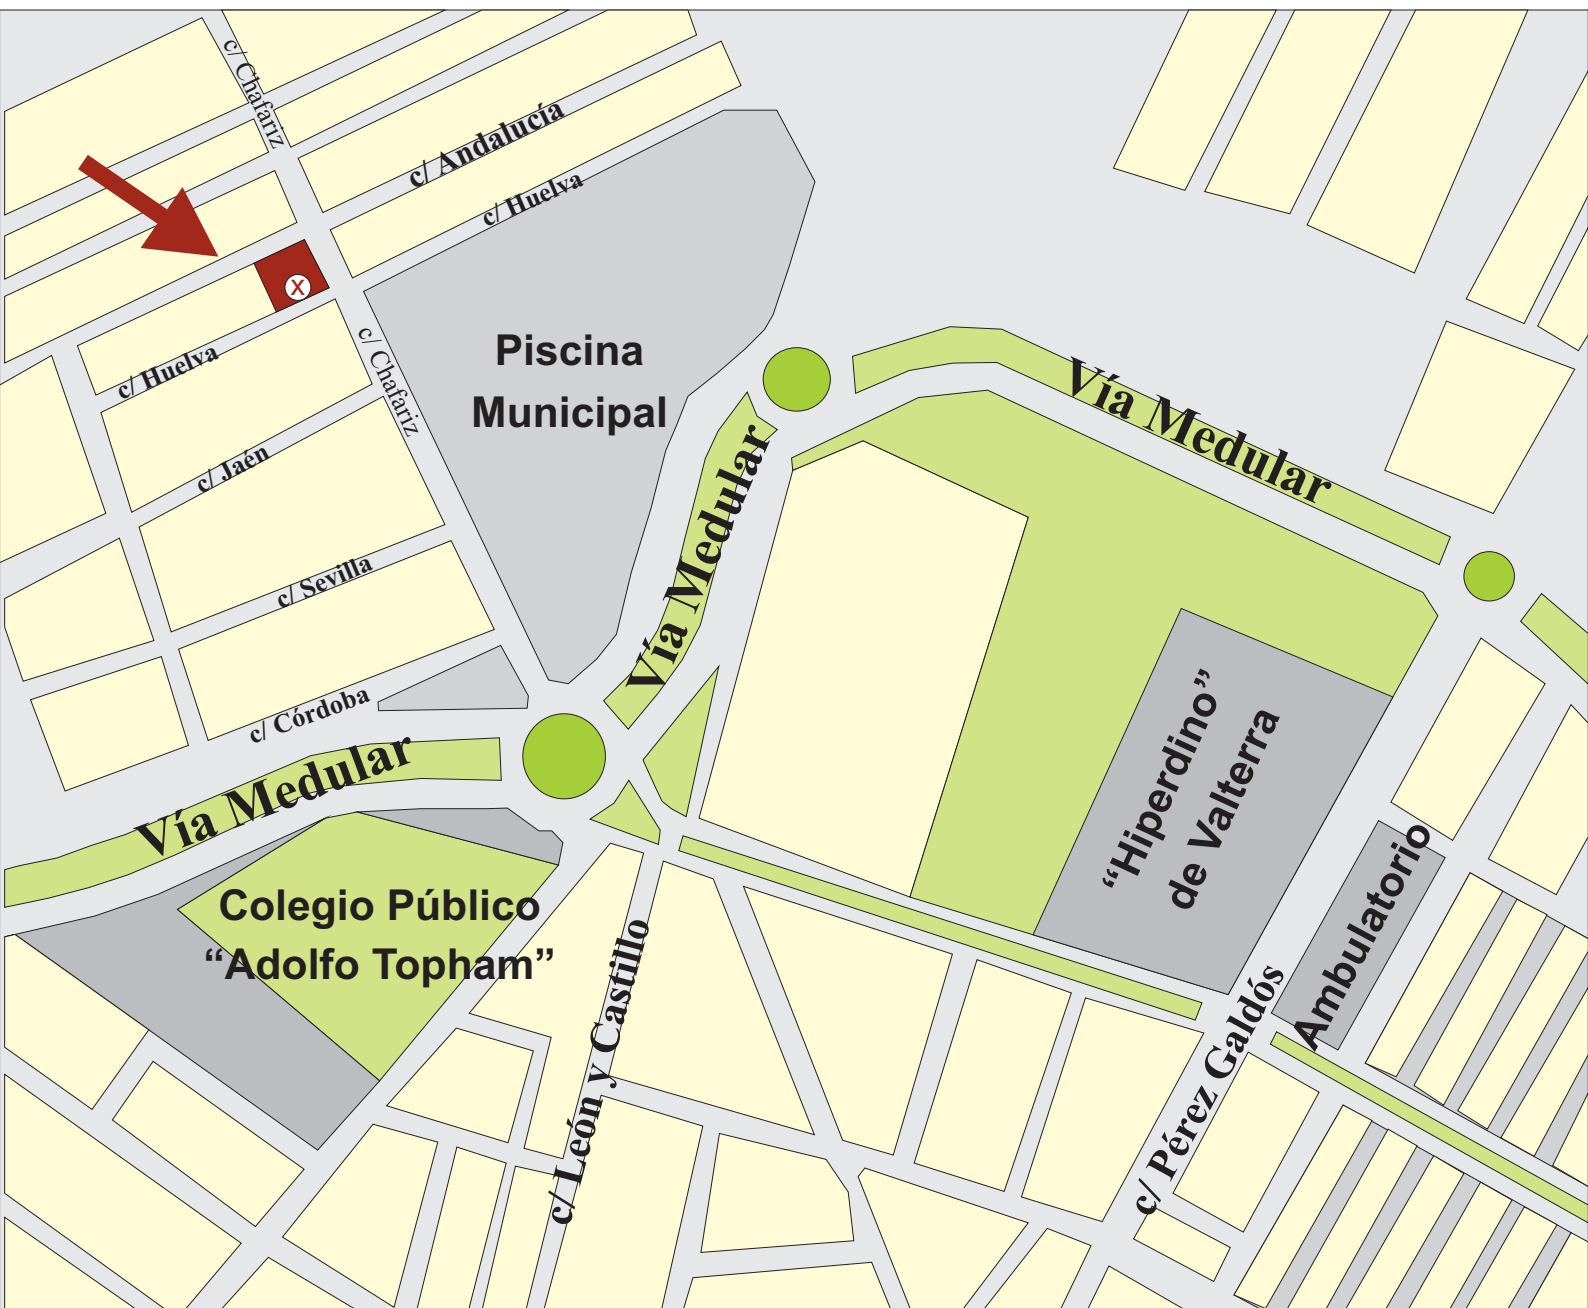 c/ Chafariz
c/ Andalucía
c/ Huelva
X
c/ Huelva
c/ Chafariz
Piscina
Municipal
Vía Medular
c/ Jaén
Vía Medular
c/ Sevilla
c/ Córdoba
Vía Medular
“Hiperdino”
de Valterra
Colegio Público
“Adolfo Topham”
Ambulatorio
c/ León y Castillo
c/ Pérez Galdós